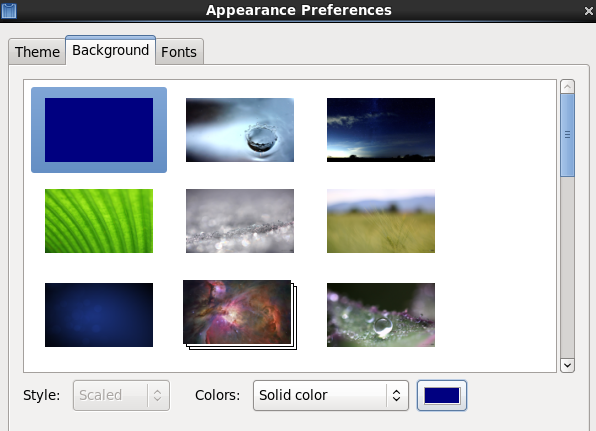 Appearance Preferences
Theme Background Fonts
Style: Scaled Colors: Solid color